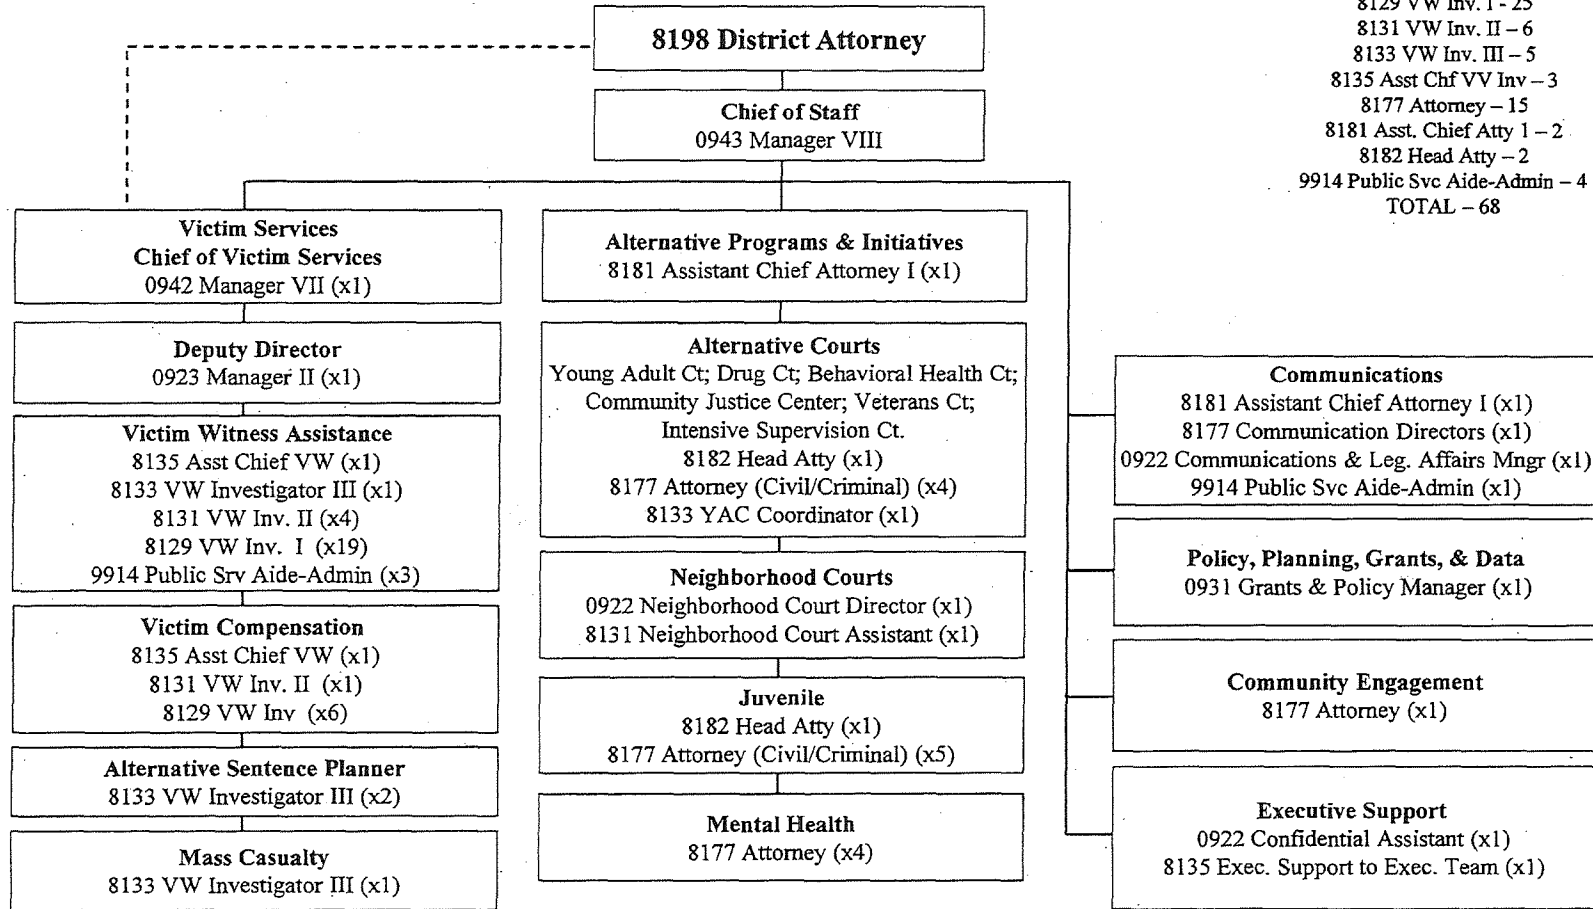 8198 District Attorney
Chief of Staff
0943 Manager VIII
8129 VW Inv. I - 25
8131 VW Inv. II – 6
8133 VW Inv. III – 5
8135 Asst Chf VV Inv – 3
8177 Attorney – 15
8181 Asst. Chief Atty 1 – 2
8182 Head Atty – 2
9914 Public Svc Aide-Admin – 4
TOTAL – 68
Victim Services
Chief of Victim Services
0942 Manager VII (x1)
Deputy Director
0923 Manager II (x1)
Victim Witness Assistance
8135 Asst Chief VW (x1)
8133 VW Investigator III (x1)
8131 VW Inv. II (x4)
8129 VW Inv. I (x19)
9914 Public Srv Aide-Admin (x3)
Victim Compensation
8135 Asst Chief VW (x1)
8131 VW Inv. II (x1)
8129 VW Inv (x6)
Alternative Sentence Planner
8133 VW Investigator III (x2)
Mass Casualty
8133 VW Investigator III (x1)
Alternative Programs & Initiatives
8181 Assistant Chief Attorney I (x1)
Alternative Courts
Young Adult Ct; Drug Ct; Behavioral Health Ct;
Community Justice Center; Veterans Ct;
Intensive Supervision Ct.
8182 Head Atty (x1)
8177 Attorney (Civil/Criminal) (x4)
8133 YAC Coordinator (x1)
Neighborhood Courts
0922 Neighborhood Court Director (x1)
8131 Neighborhood Court Assistant (x1)
Juvenile
8182 Head Atty (x1)
8177 Attorney (Civil/Criminal) (x5)
Mental Health
8177 Attorney (x4)
Communications
8181 Assistant Chief Attorney I (x1)
8177 Communication Directors (x1)
0922 Communications & Leg. Affairs Mngr (x1)
9914 Public Svc Aide-Admin (x1)
Policy, Planning, Grants, & Data
0931 Grants & Policy Manager (x1)
Community Engagement
8177 Attorney (x1)
Executive Support
0922 Confidential Assistant (x1)
8135 Exec. Support to Exec. Team (x1)